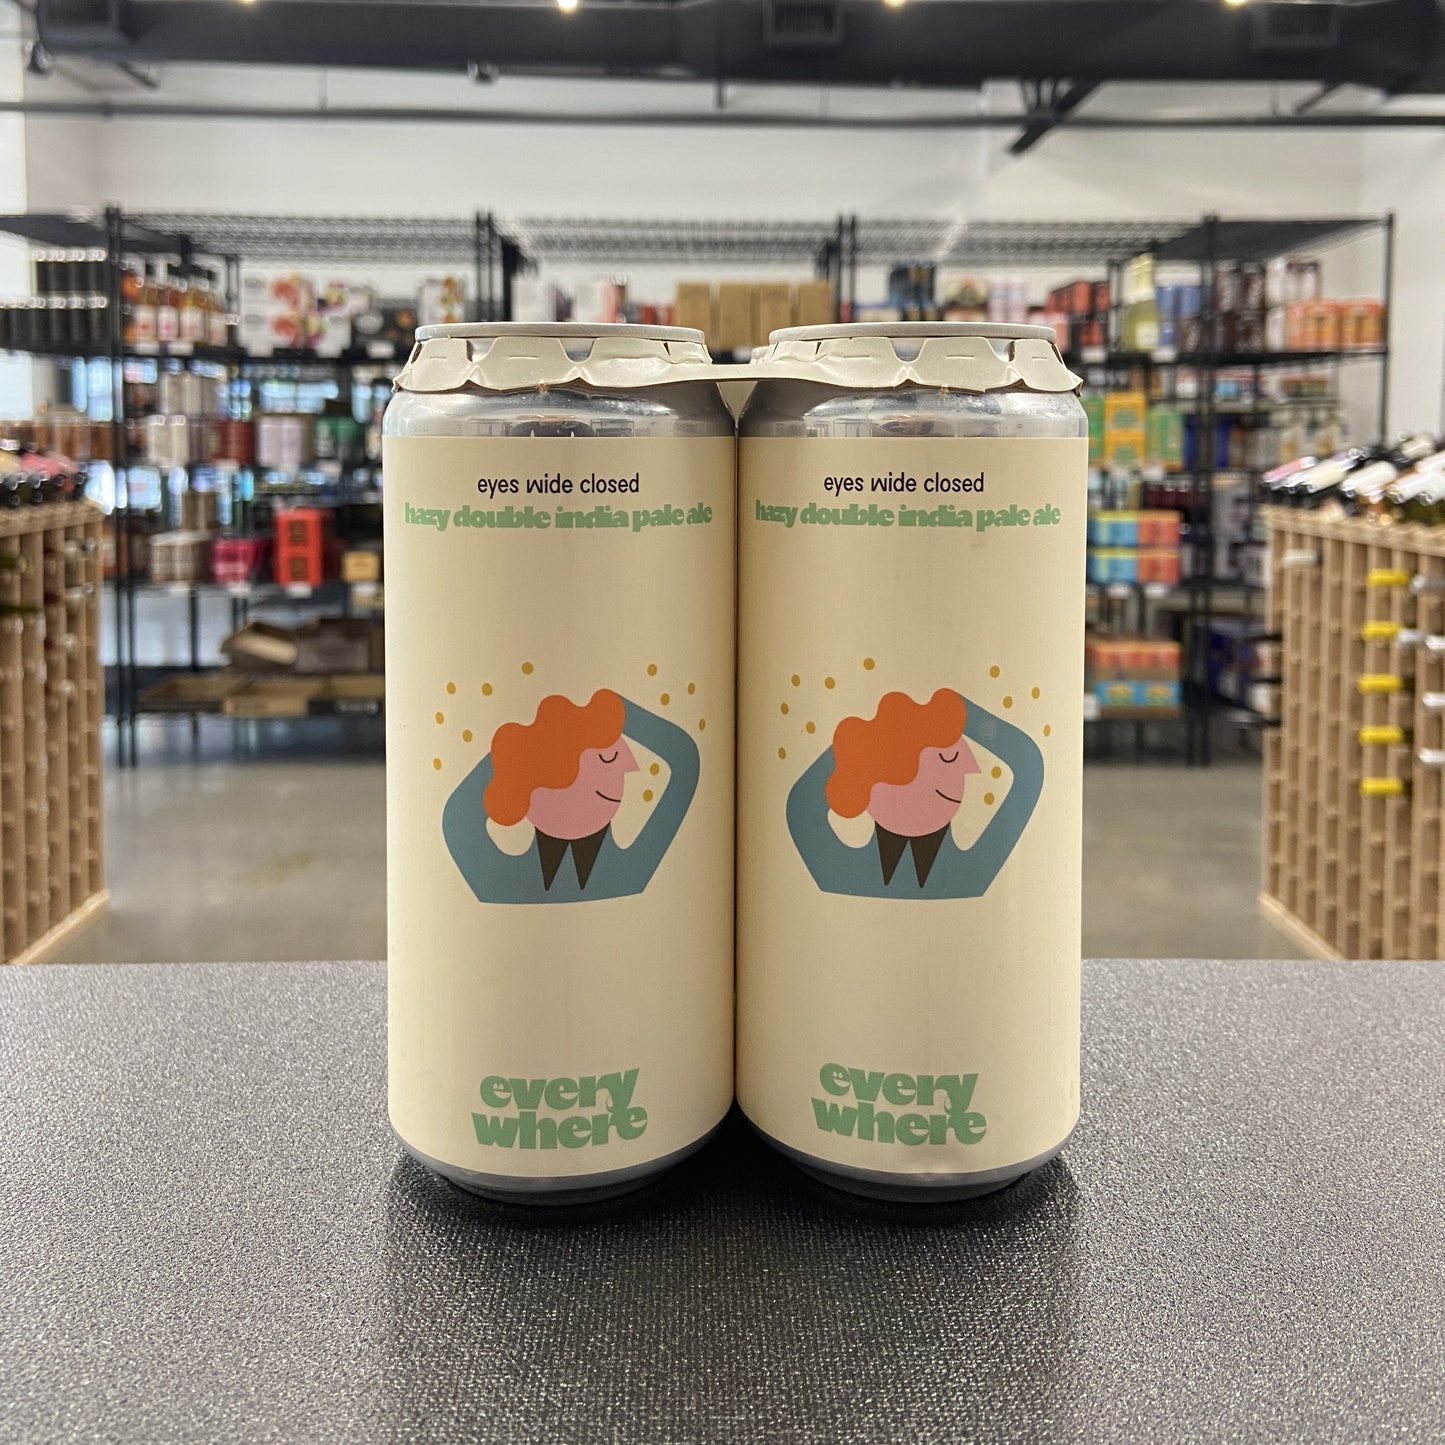 eyes wide closed
hazy double india pale ale
every
where
eyes wide closed
hazy double india pale ale
every
where